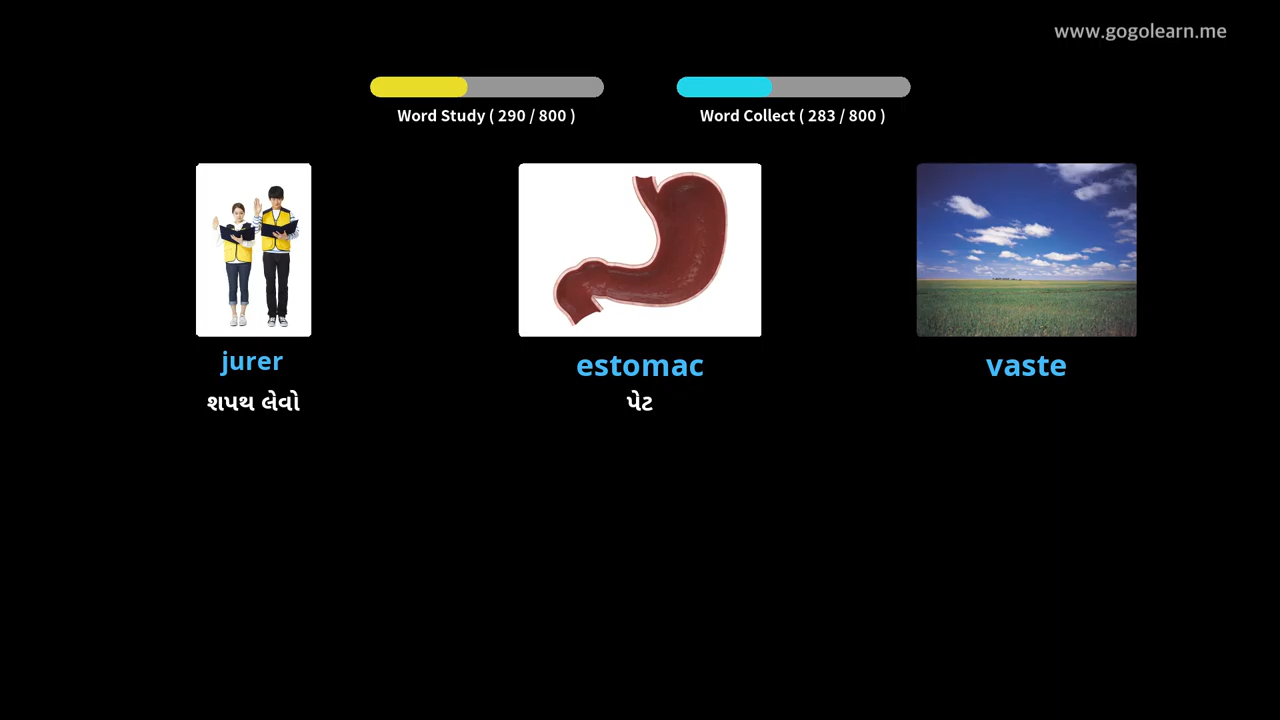 www.gogolearn.me
Word Study ( 290 / 800 )
Word Collect ( 283 / 800 )
jurer
estomac
vaste
શપથ લેવો
પેટ